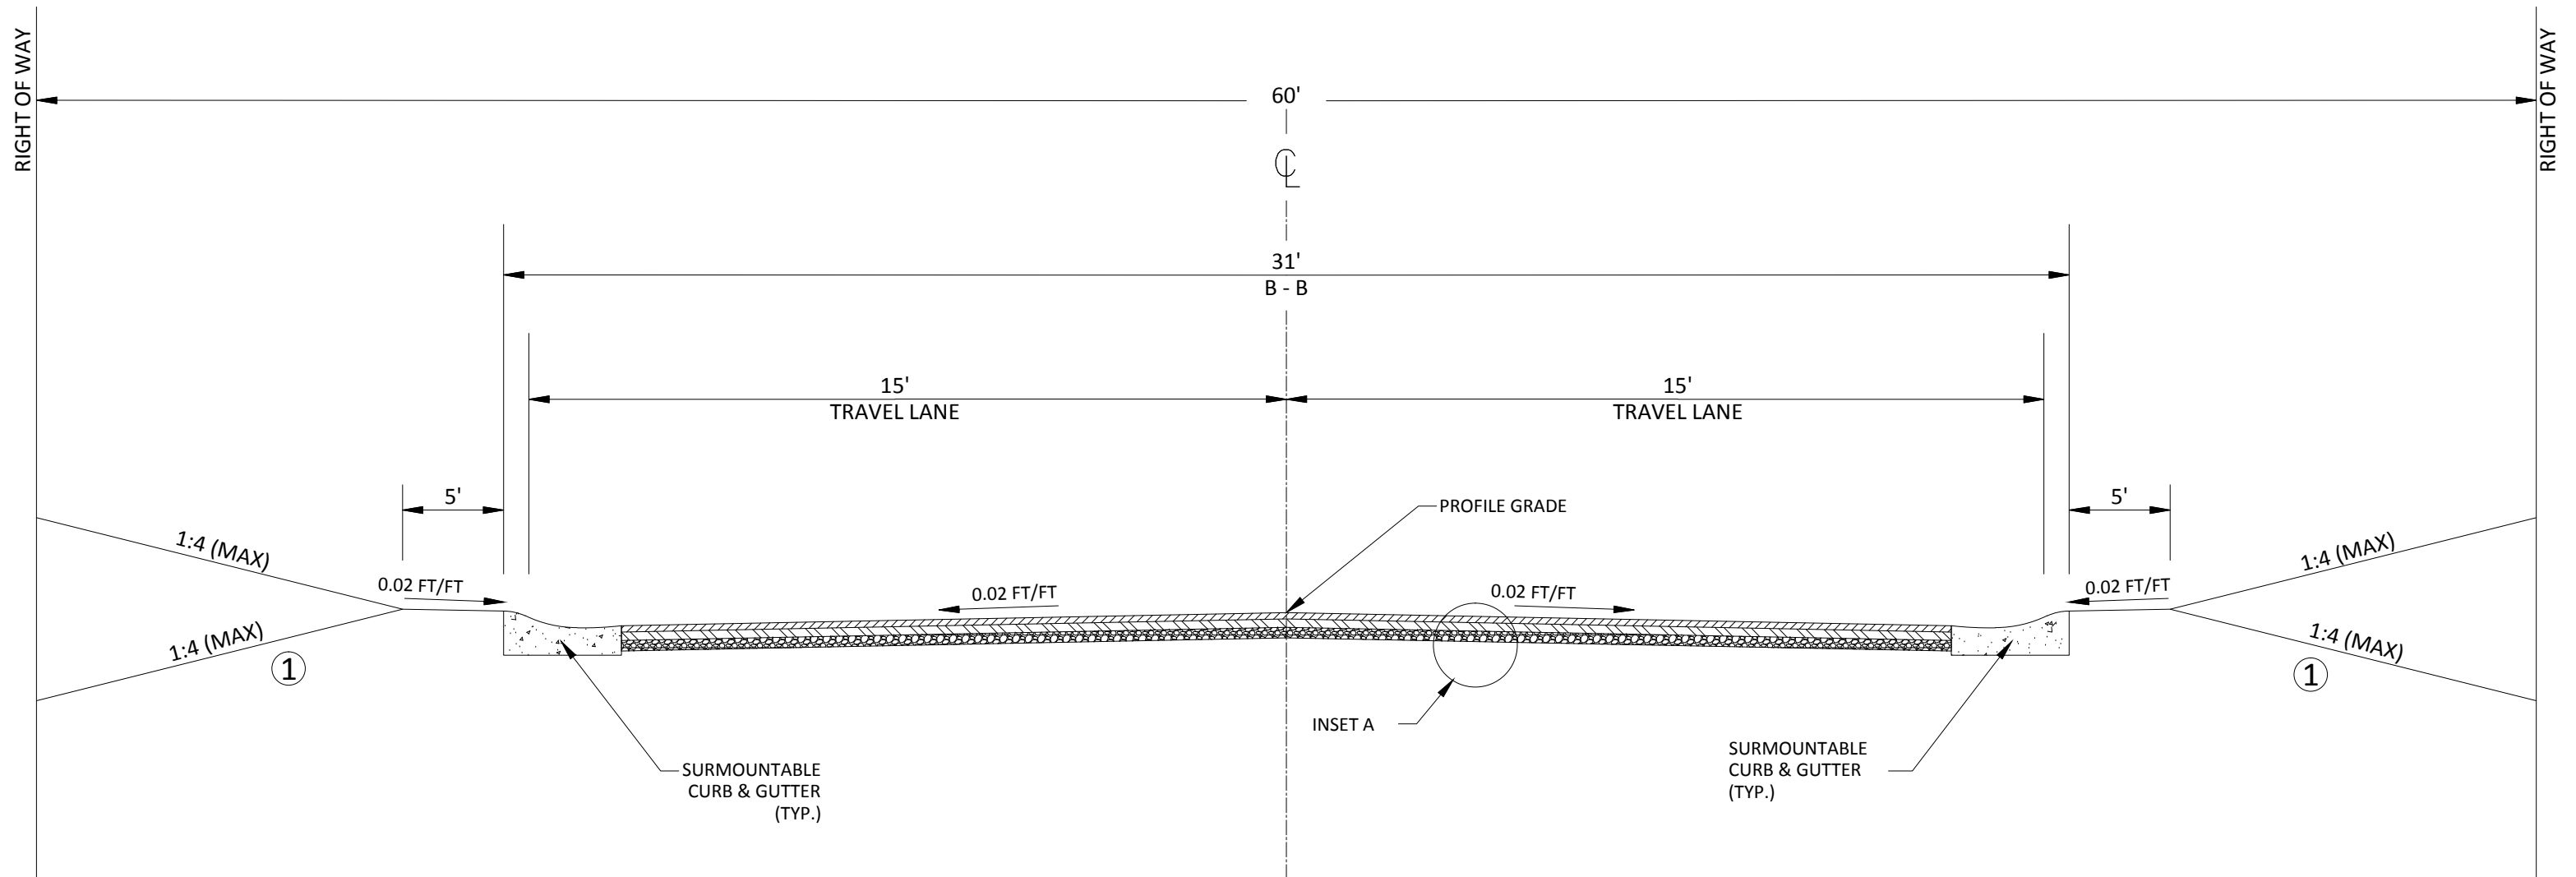 RIGHT OF WAY
RIGHT OF WAY
60'
℄
31'
B - B
15'
TRAVEL LANE
15'
TRAVEL LANE
5'
5'
PROFILE GRADE
1:4 (MAX)
1:4 (MAX)
0.02 FT/FT
0.02 FT/FT
0.02 FT/FT
0.02 FT/FT
1:4 (MAX)
1:4 (MAX)
1
1
INSET A
SURMOUNTABLE
CURB & GUTTER
(TYP.)
SURMOUNTABLE
CURB & GUTTER
(TYP.)